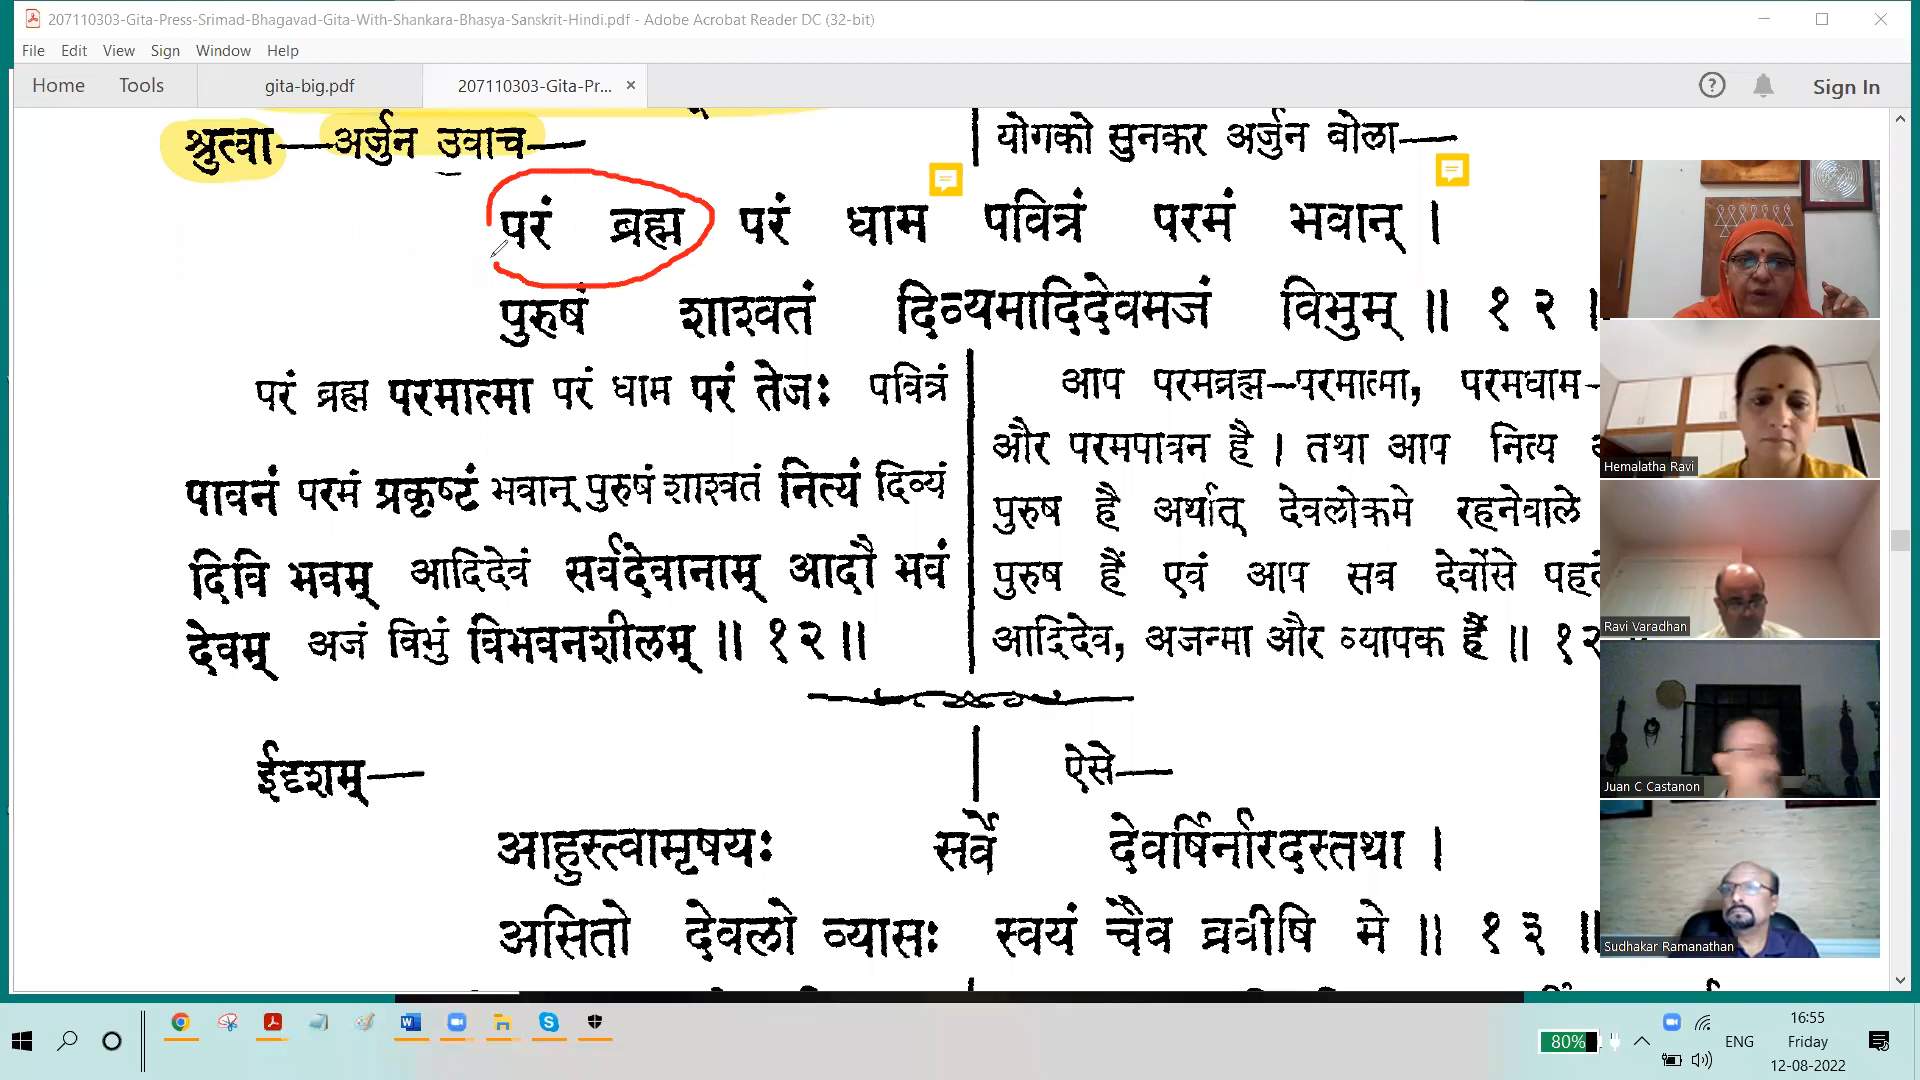 207110303-Gita-Press-Srimad-Bhagavad-Gita-With-Shankara-Bhasya-Sanskrit-Hindi.pdf - Adobe Acrobat Reader DC (32-bit)
File Edit View Sign Window Help
Home Tools gita-big.pdf 207110303-Gita-Pr... × Sign In
श्रुत्वा—अर्जुन उवाच— योगको सुनकर अर्जुन बोला—
परं ब्रह्म परं धाम पवित्रं परमं भवान् ।
पुरुषं शाश्वतं दिव्यमादिदेवमजं विभुम् ॥ १२ ॥
परं ब्रह्म परमात्मा परं धाम परं तेजः पवित्रं
पावनं परमं प्रकृष्टं भवान् पुरुषं शाश्वतं नित्यं दिव्यं
दिवि भवम् आदिदेवं सर्वदेवानाम् आदौ भवं
देवम् अजं विभुं विभवनशीलम् ॥ १२ ॥
आप परमब्रह्म—परमात्मा, परमधाम—
और परमपावन है । तथा आप नित्य
पुरुष है अर्थात् देवलोकमे रहनेवाले
पुरुष हैं एवं आप सब देवोंसे
आदिदेव, अजन्मा और व्यापक हैं ॥ १२ ॥
ईदृशम्— ऐसे—
आहुस्त्वामृषयः सर्वे देवर्षिर्नारदस्तथा ।
असितो देवलो व्यासः स्वयं चैव ब्रवीषि मे ॥ १३ ॥
Hemalatha Ravi
Ravi Varadhan
Juan C Castanon
Sudhakar Ramanathan
80% ENG
16:55
Friday
12-08-2022